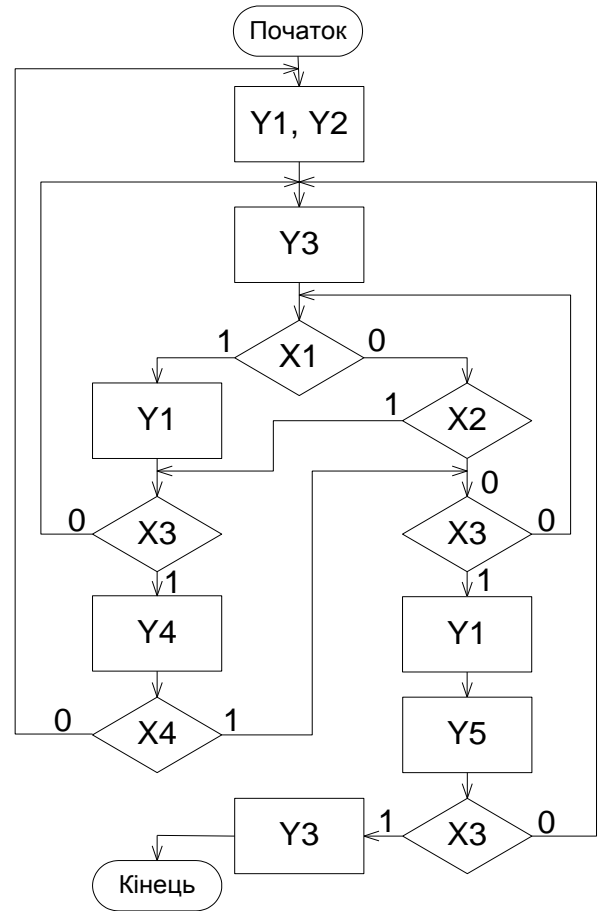 Початок
Y1, Y2
Y3
1 X1 0
Y1
1 X2
0
0 X3
X3 0
1
1
Y4
Y1
0 X4 1
Y5
Y3
1 X3 0
Кінець